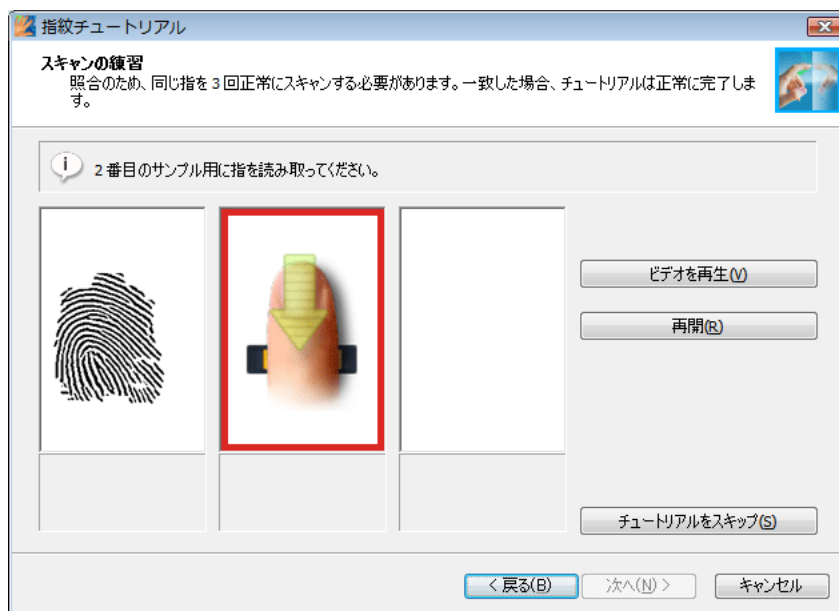 指紋チュートリアル
スキャンの練習
照合のため、同じ指を3回正常にスキャンする必要があります。一致した場合、チュートリアルは正常に完了しま
す。
2番目のサンプル用に指を読み取ってください。
ビデオを再生(V)
再開(R)
チュートリアルをスキップ(S)
< 戻る(B)
次へ(N) >
キャンセル